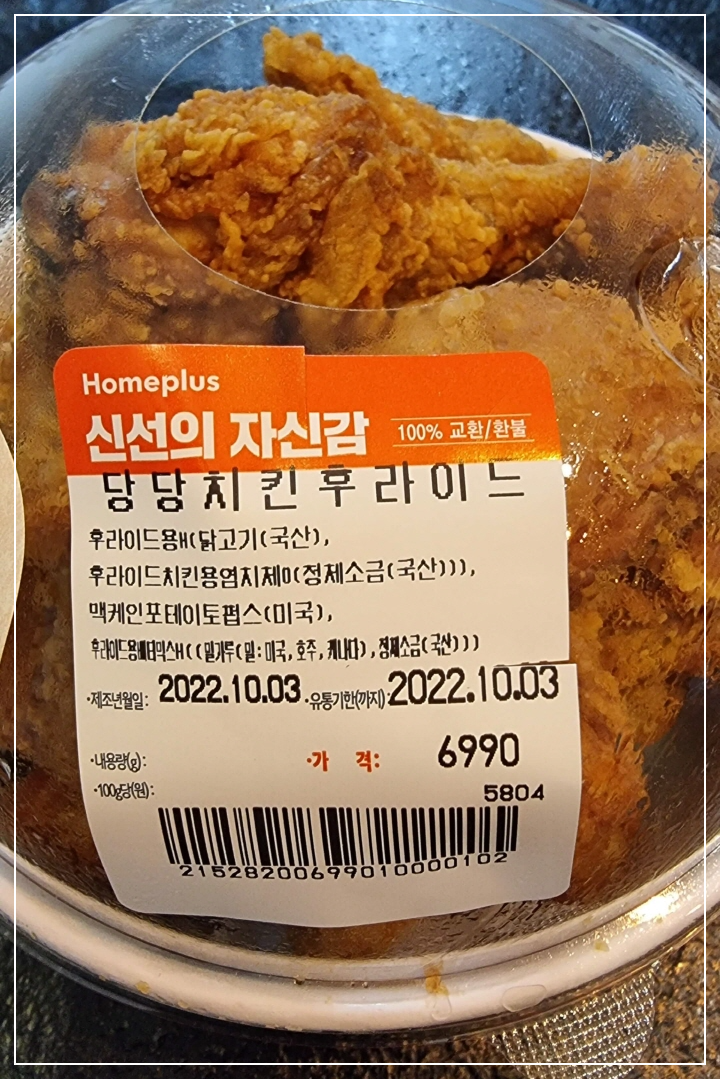 Homeplus
신선의 자신감
100% 교환/환불
당당치킨후라이드
후라이드용H(닭고기(국산),
후라이드치킨용염지제D(정제소금(국산))),
맥케인포테이토펍스(미국),
후라이드용배터믹스H((밀가루(밀:미국,호주,캐나다),정제소금(국산)))
·제조년월일: 2022.10.03 ·유통기한(까지): 2022.10.03
·내용량(g): ·가 격: 6990
·100g당(원): 5804
21528200699010000102